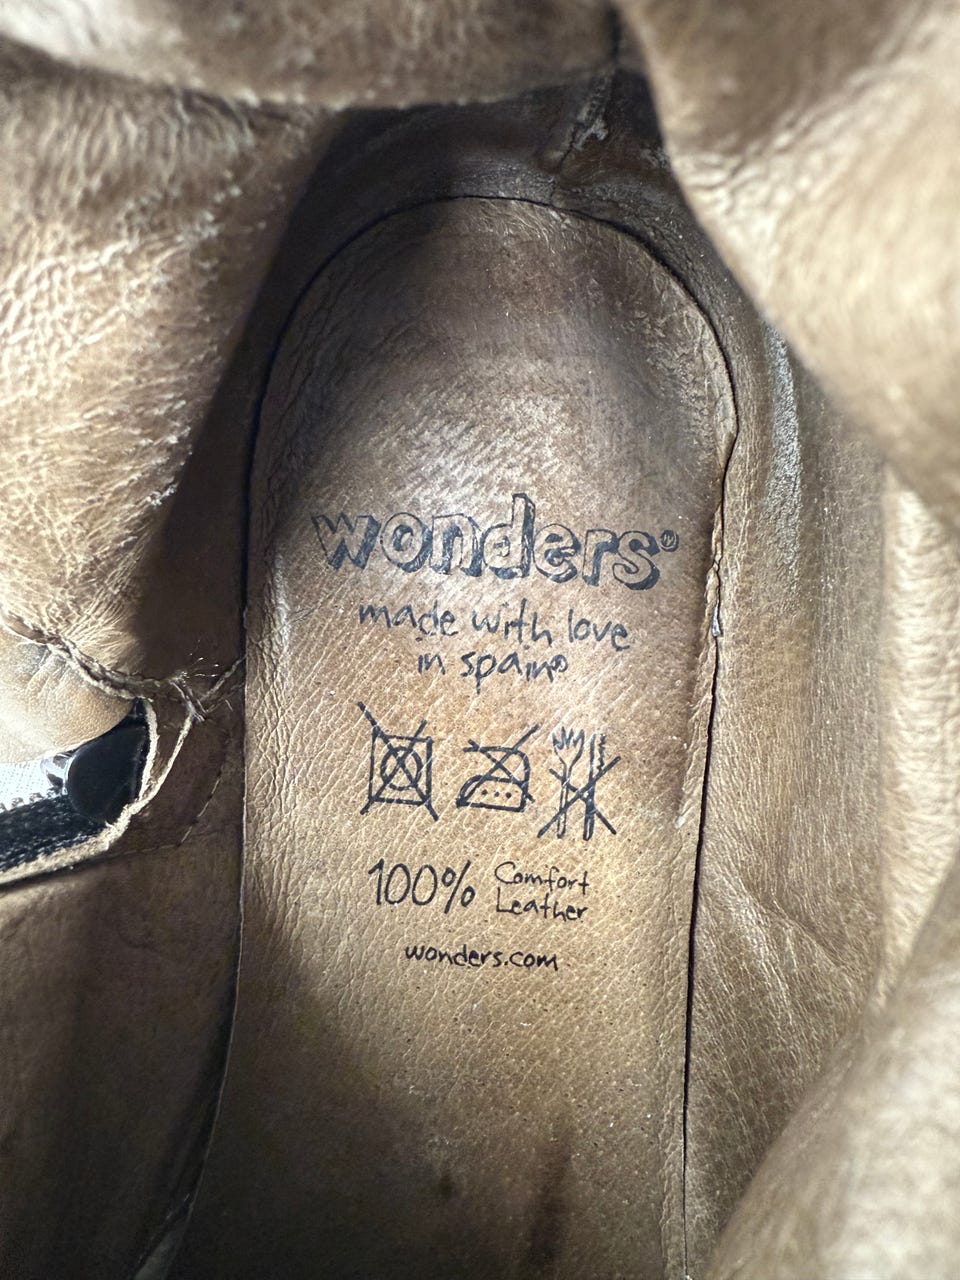 wonders®
made with love
in spain®
100% Comfort
Leather
wonders.com